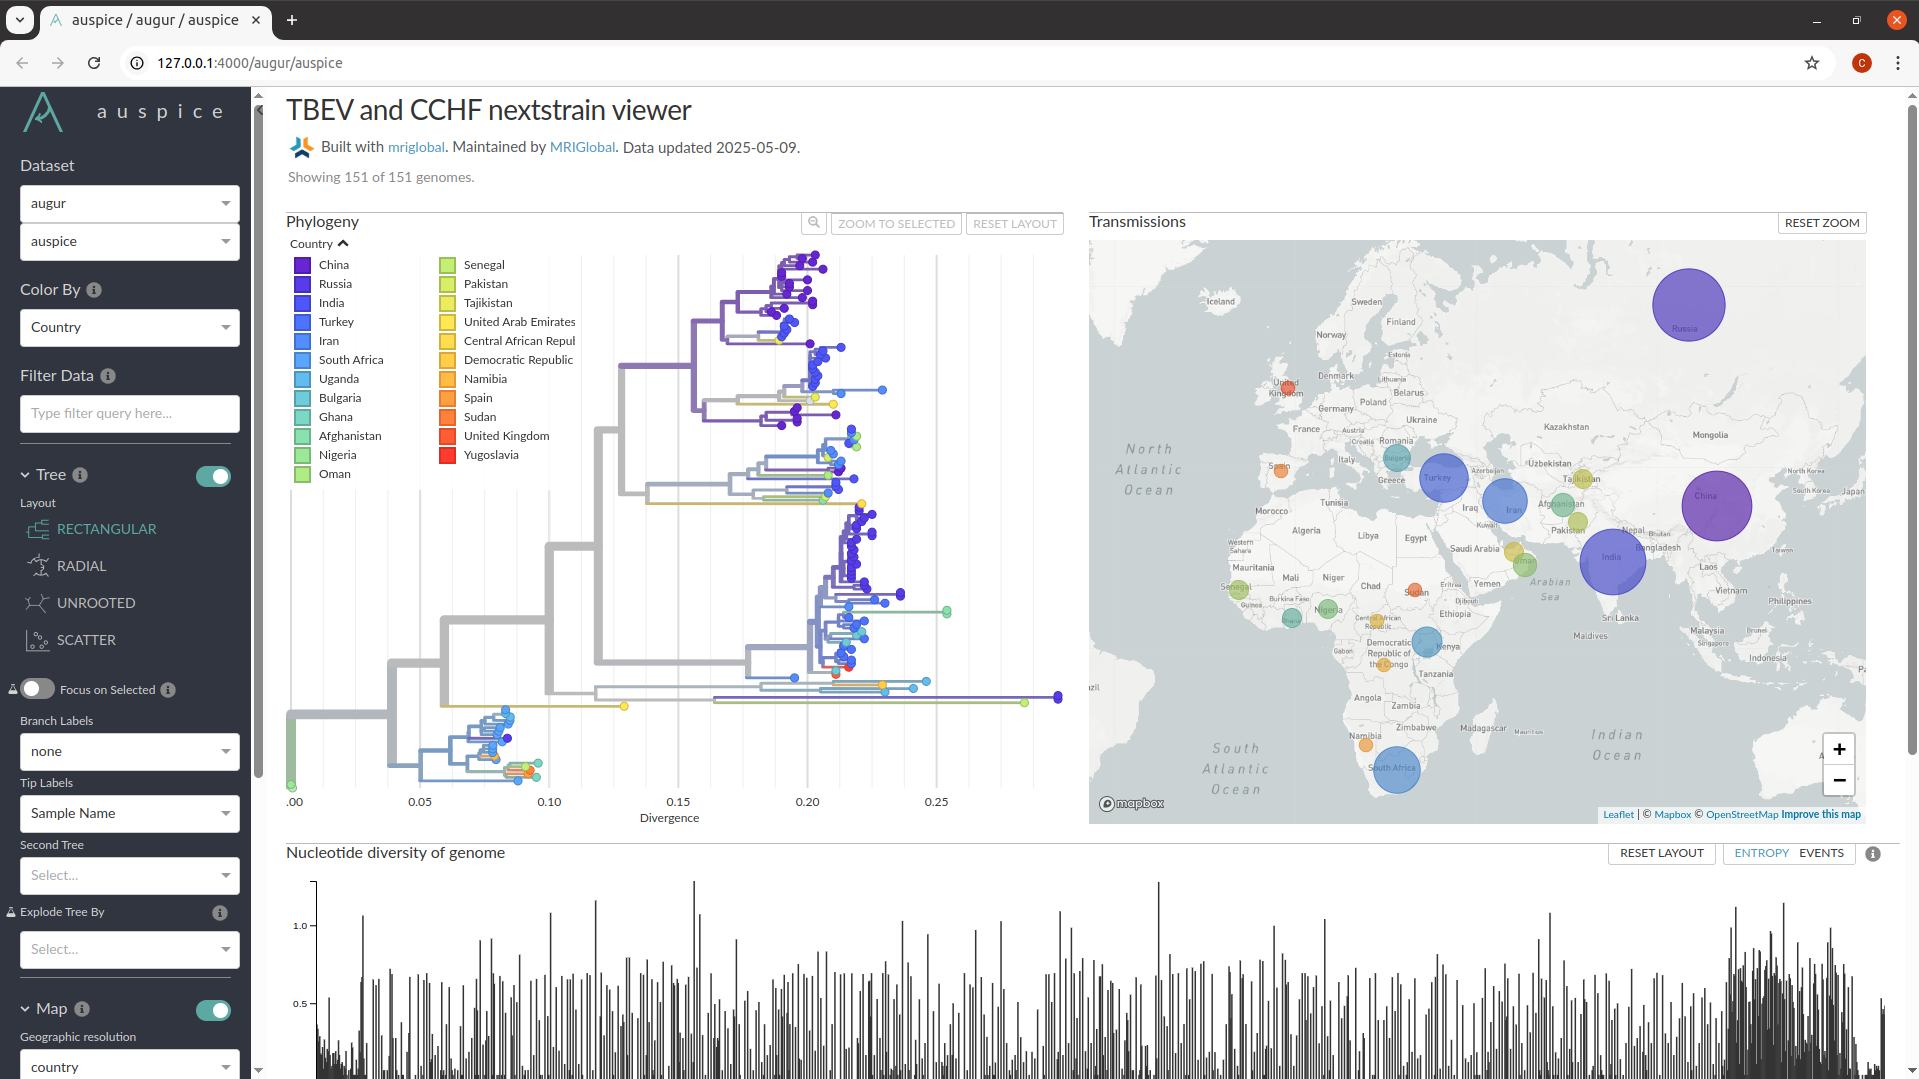 auspice / augur / auspice
127.0.0.1:4000/augur/auspice
C
auspice
Dataset
augur
auspice
Color By
Country
Filter Data
Type filter query here...
Tree
Layout
RECTANGULAR
RADIAL
UNROOTED
SCATTER
Focus on Selected
Branch Labels
none
Tip Labels
Sample Name
Second Tree
Select...
Explode Tree By
Select...
Map
Geographic resolution
country
TBEV and CCHF nextstrain viewer
Built with mriglobal. Maintained by MRIGlobal. Data updated 2025-05-09.
Showing 151 of 151 genomes.
Phylogeny
ZOOM TO SELECTED
RESET LAYOUT
Country
China
Russia
India
Turkey
Iran
South Africa
Uganda
Bulgaria
Ghana
Afghanistan
Nigeria
Oman
Senegal
Pakistan
Tajikistan
United Arab Emirates
Central African Repul
Democratic Republic
Namibia
Spain
Sudan
United Kingdom
Yugoslavia
.00 0.05 0.10 0.15 0.20 0.25
Divergence
Transmissions
RESET ZOOM
Iceland
Sweden
Finland
Norway
Russia
Estonia
Denmark
Lithuania
United Kingdom
Belarus
Poland
Germany
Ukraine
France
Austria
Kazakhstan
Mongolia
Croatia
Romania
North Atlantic Ocean
Italy
Bulgaria
Uzbekistan
Spain
Azerbaijan
North Korea
Greece
Turkey
Tajikistan
South Korea
Japan
China
Tunisia
Morocco
Iraq
Iran
Afghanistan
Algeria
Libya
Egypt
Kuwait
Pakistan
Nepal
Bhutan
Western Sahara
Saudi Arabia
India
Bangladesh
Taiwan
Oman
Mauritania
Mali
Niger
Chad
Sudan
Eritrea
Yemen
Arabian Sea
Laos
Senegal
Vietnam
Burkina Faso
Guinea
Nigeria
Djibouti
Philippines
Ghana
Ethiopia
Central African Republic
Sri Lanka
Malaysia
Brunei
Maldives
Singapore
Gabon
Democratic Republic of the Congo
Kenya
Indonesia
Tanzania
Angola
Zambia
Zimbabwe
Madagascar
Mauritius
Namibia
South Africa
South Atlantic Ocean
Indian Ocean
+
−
mapbox
Leaflet | © Mapbox © OpenStreetMap Improve this map
Nucleotide diversity of genome
RESET LAYOUT
ENTROPY EVENTS
1.0
0.5